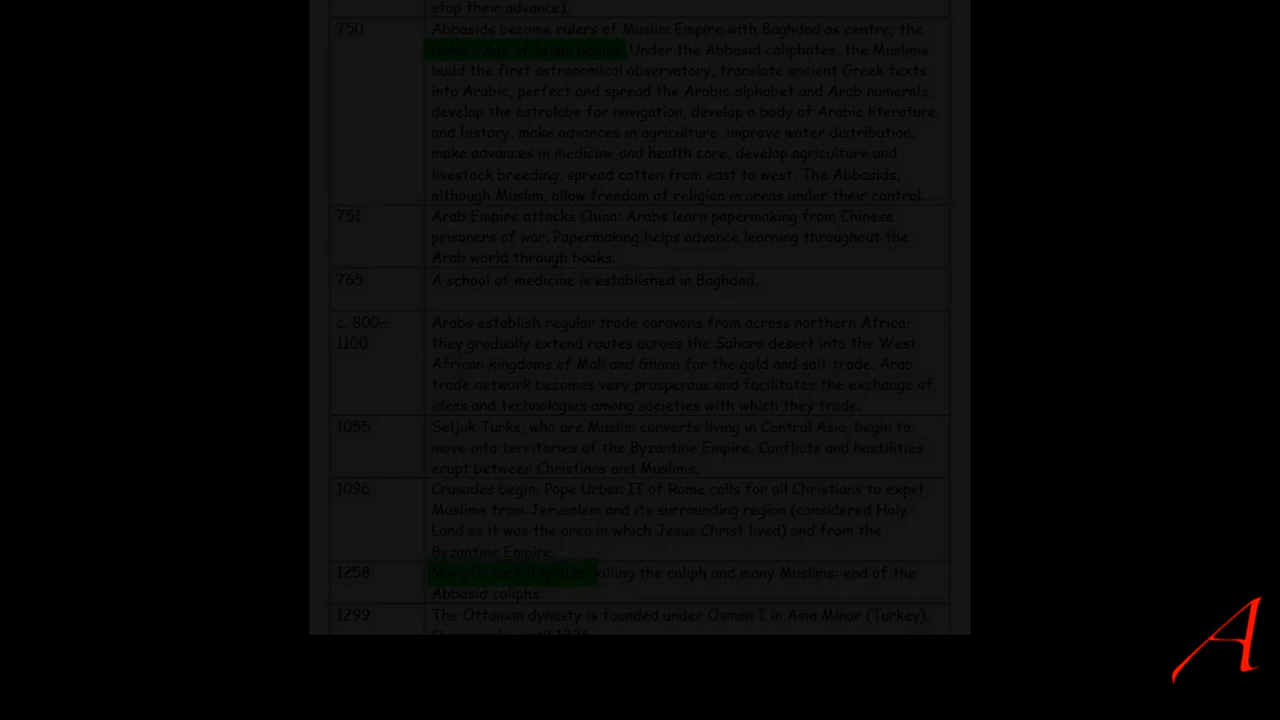 stop their advance).
750 Abbasids become rulers of Muslim Empire with Baghdad as centre; the
Golden Age of Islam begins. Under the Abbasid caliphates, the Muslims
build the first astronomical observatory, translate ancient Greek texts
into Arabic, perfect and spread the Arabic alphabet and Arab numerals,
develop the astrolabe for navigation, develop a body of Arabic literature
and history, make advances in agriculture, improve water distribution,
make advances in medicine and health care, develop agriculture and
livestock breeding, spread cotton from east to west. The Abbasids,
although Muslim, allow freedom of religion in areas under their control.
751 Arab Empire attacks China: Arabs learn papermaking from Chinese
prisoners of war. Papermaking helps advance learning throughout the
Arab world through books.
765 A school of medicine is established in Baghdad.
c. 800– Arabs establish regular trade caravans from across northern Africa;
1100 they gradually extend routes across the Sahara desert into the West
African kingdoms of Mali and Ghana for the gold and salt trade. Arab
trade network becomes very prosperous and facilitates the exchange of
ideas and technologies among societies with which they trade.
1055 Seljuk Turks, who are Muslim converts living in Central Asia, begin to
move into territories of the Byzantine Empire. Conflicts and hostilities
erupt between Christians and Muslims.
1096 Crusades begin: Pope Urban II of Rome calls for all Christians to expel
Muslims from Jerusalem and its surrounding region (considered Holy
Land as it was the area in which Jesus Christ lived) and from the
Byzantine Empire.
1258 Mongols sack Baghdad, killing the caliph and many Muslims: end of the
Abbasid caliphs.
1299 The Ottoman dynasty is founded under Osman I in Asia Minor (Turkey).
A